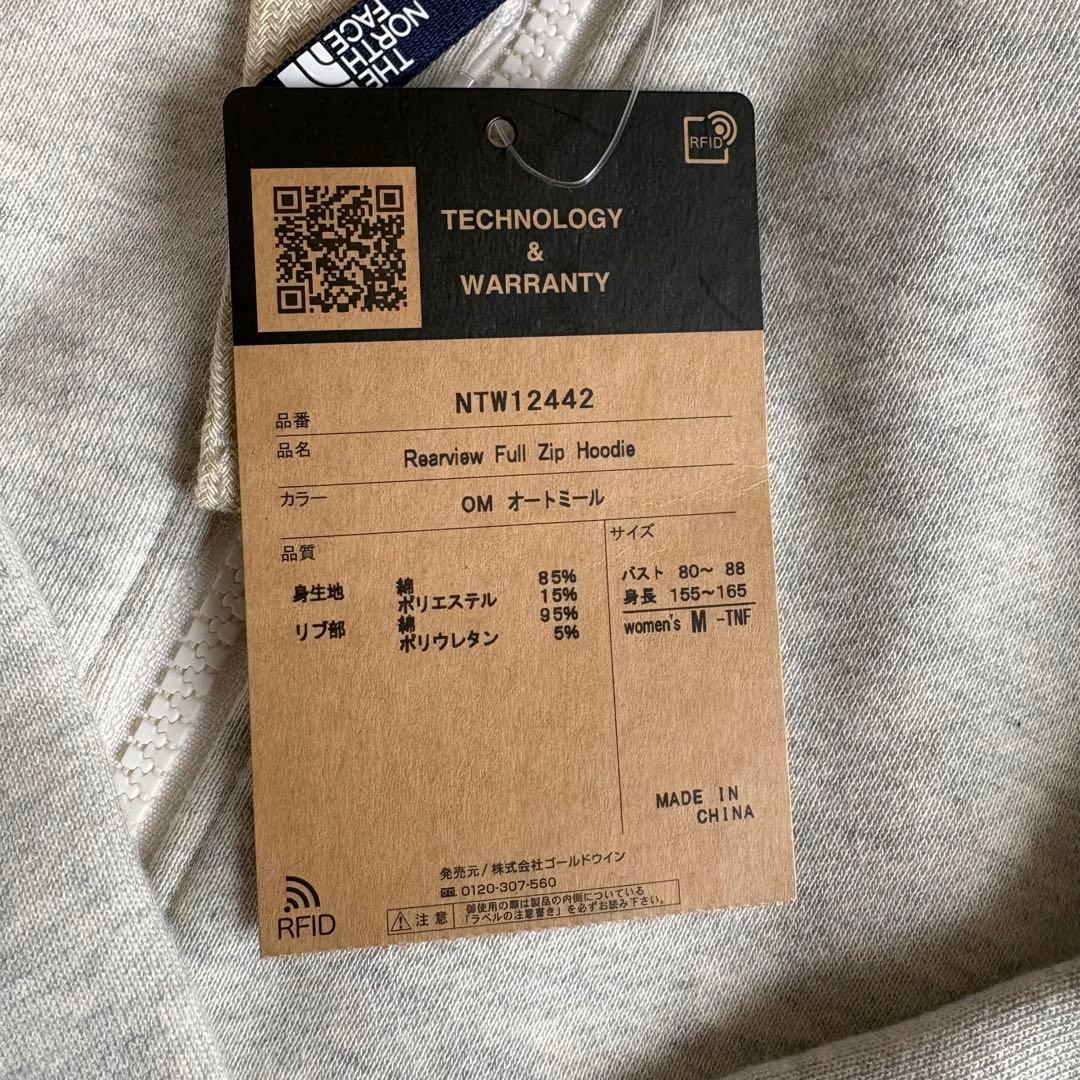 THE
NORTH
FACE
RFID
TECHNOLOGY
&
WARRANTY
品番 NTW12442
品名 Rearview Full Zip Hoodie
カラー OM オートミール
品質
身生地 綿 85%
ポリエステル 15%
リブ部 綿 95%
ポリウレタン 5%
サイズ
バスト 80～ 88
身長 155～165
women's M -TNF
MADE IN
CHINA
発売元/株式会社ゴールドウイン
0120-307-560
RFID
注意 御使用の際は製品の内側についている
「ラベルの注意書き」を必ずお読み下さい。